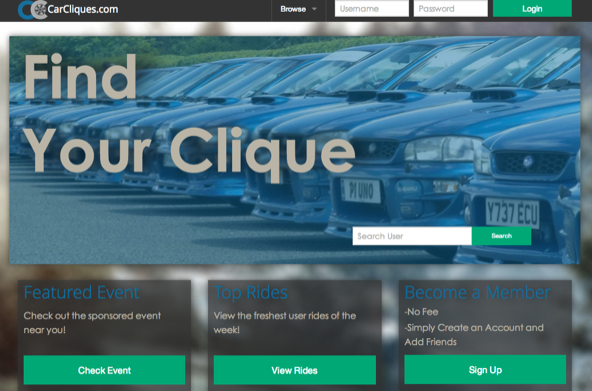 CarCliques.com
Browse
Username
Password
Login
Find
Your Clique
P1 UNO
Y737 ECU
Search User
Search
Featured Event
Check out the sponsored event
near you!
Check Event
Top Rides
View the freshest user rides of the
week!
View Rides
Become a Member
-No Fee
-Simply Create an Account and
Add Friends
Sign Up